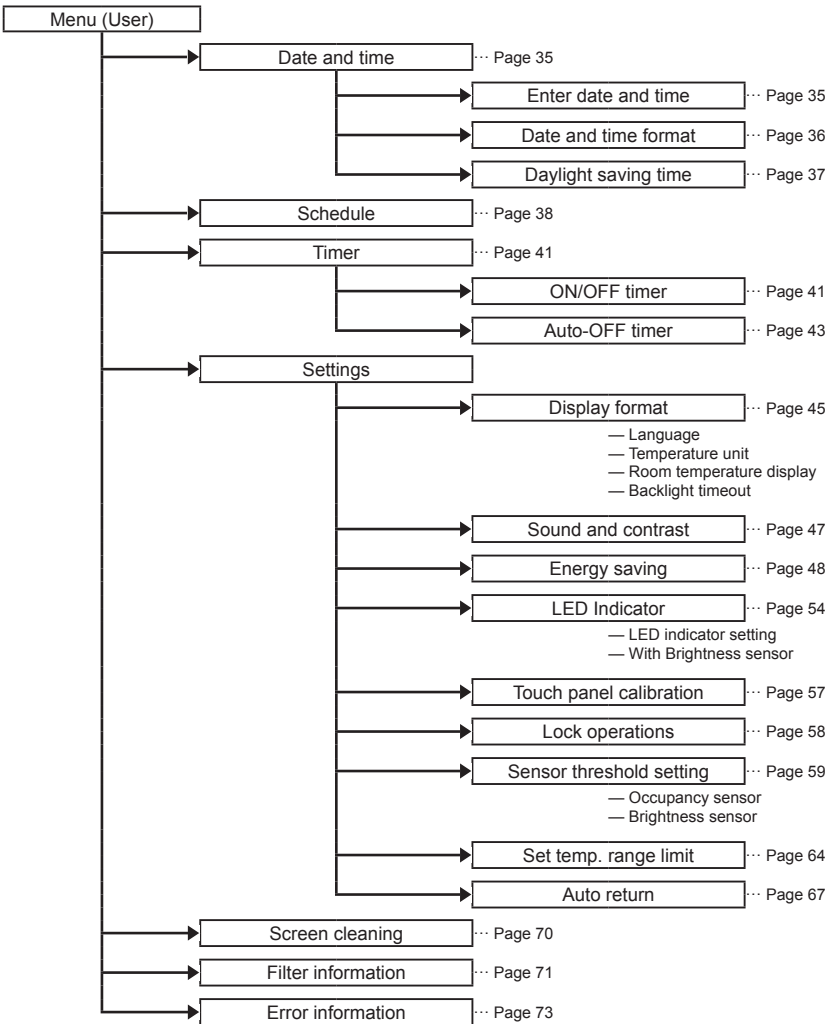 Menu (User)
Date and time ··· Page 35
Enter date and time ··· Page 35
Date and time format ··· Page 36
Daylight saving time ··· Page 37
Schedule ··· Page 38
Timer ··· Page 41
ON/OFF timer ··· Page 41
Auto-OFF timer ··· Page 43
Settings
Display format ··· Page 45
— Language
— Temperature unit
— Room temperature display
— Backlight timeout
Sound and contrast ··· Page 47
Energy saving ··· Page 48
LED Indicator ··· Page 54
— LED indicator setting
— With Brightness sensor
Touch panel calibration ··· Page 57
Lock operations ··· Page 58
Sensor threshold setting ··· Page 59
— Occupancy sensor
— Brightness sensor
Set temp. range limit ··· Page 64
Auto return ··· Page 67
Screen cleaning ··· Page 70
Filter information ··· Page 71
Error information ··· Page 73